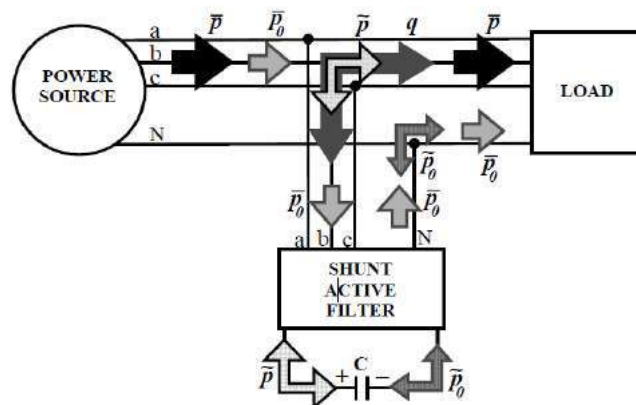 p̅ p̅₀ p̃ q p̅
a
b
c
POWER
SOURCE
LOAD
N
p̃₀ p̅₀
p̅₀ p̅₀
a b c N
SHUNT
ACTIVE
FILTER
p̃ + C − p̃₀